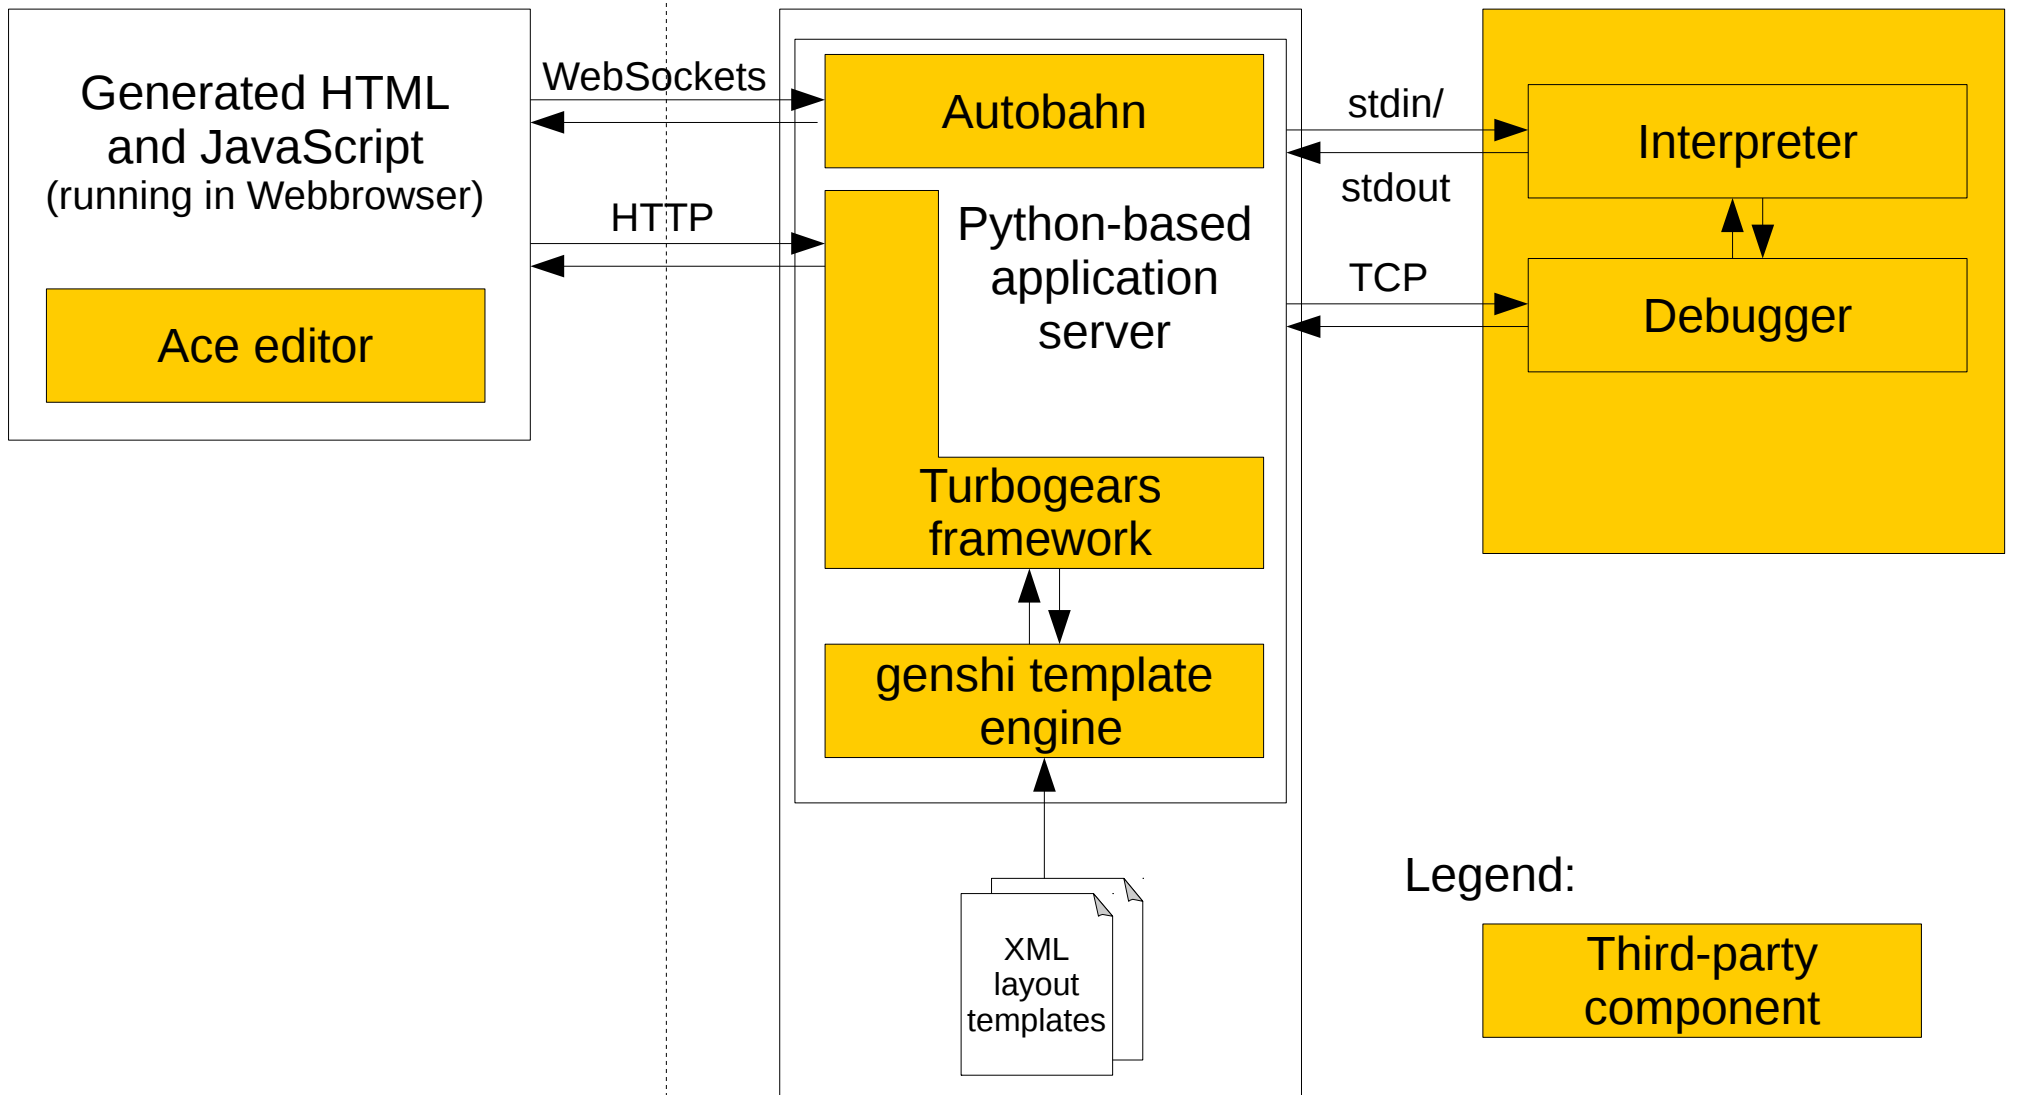 Generated HTML
and JavaScript
(running in Webbrowser)
Ace editor
WebSockets
HTTP
Autobahn
Python-based
application
server
Turbogears
framework
genshi template
engine
XML
layout
templates
stdin/
stdout
TCP
Interpreter
Debugger
Legend:
Third-party
component